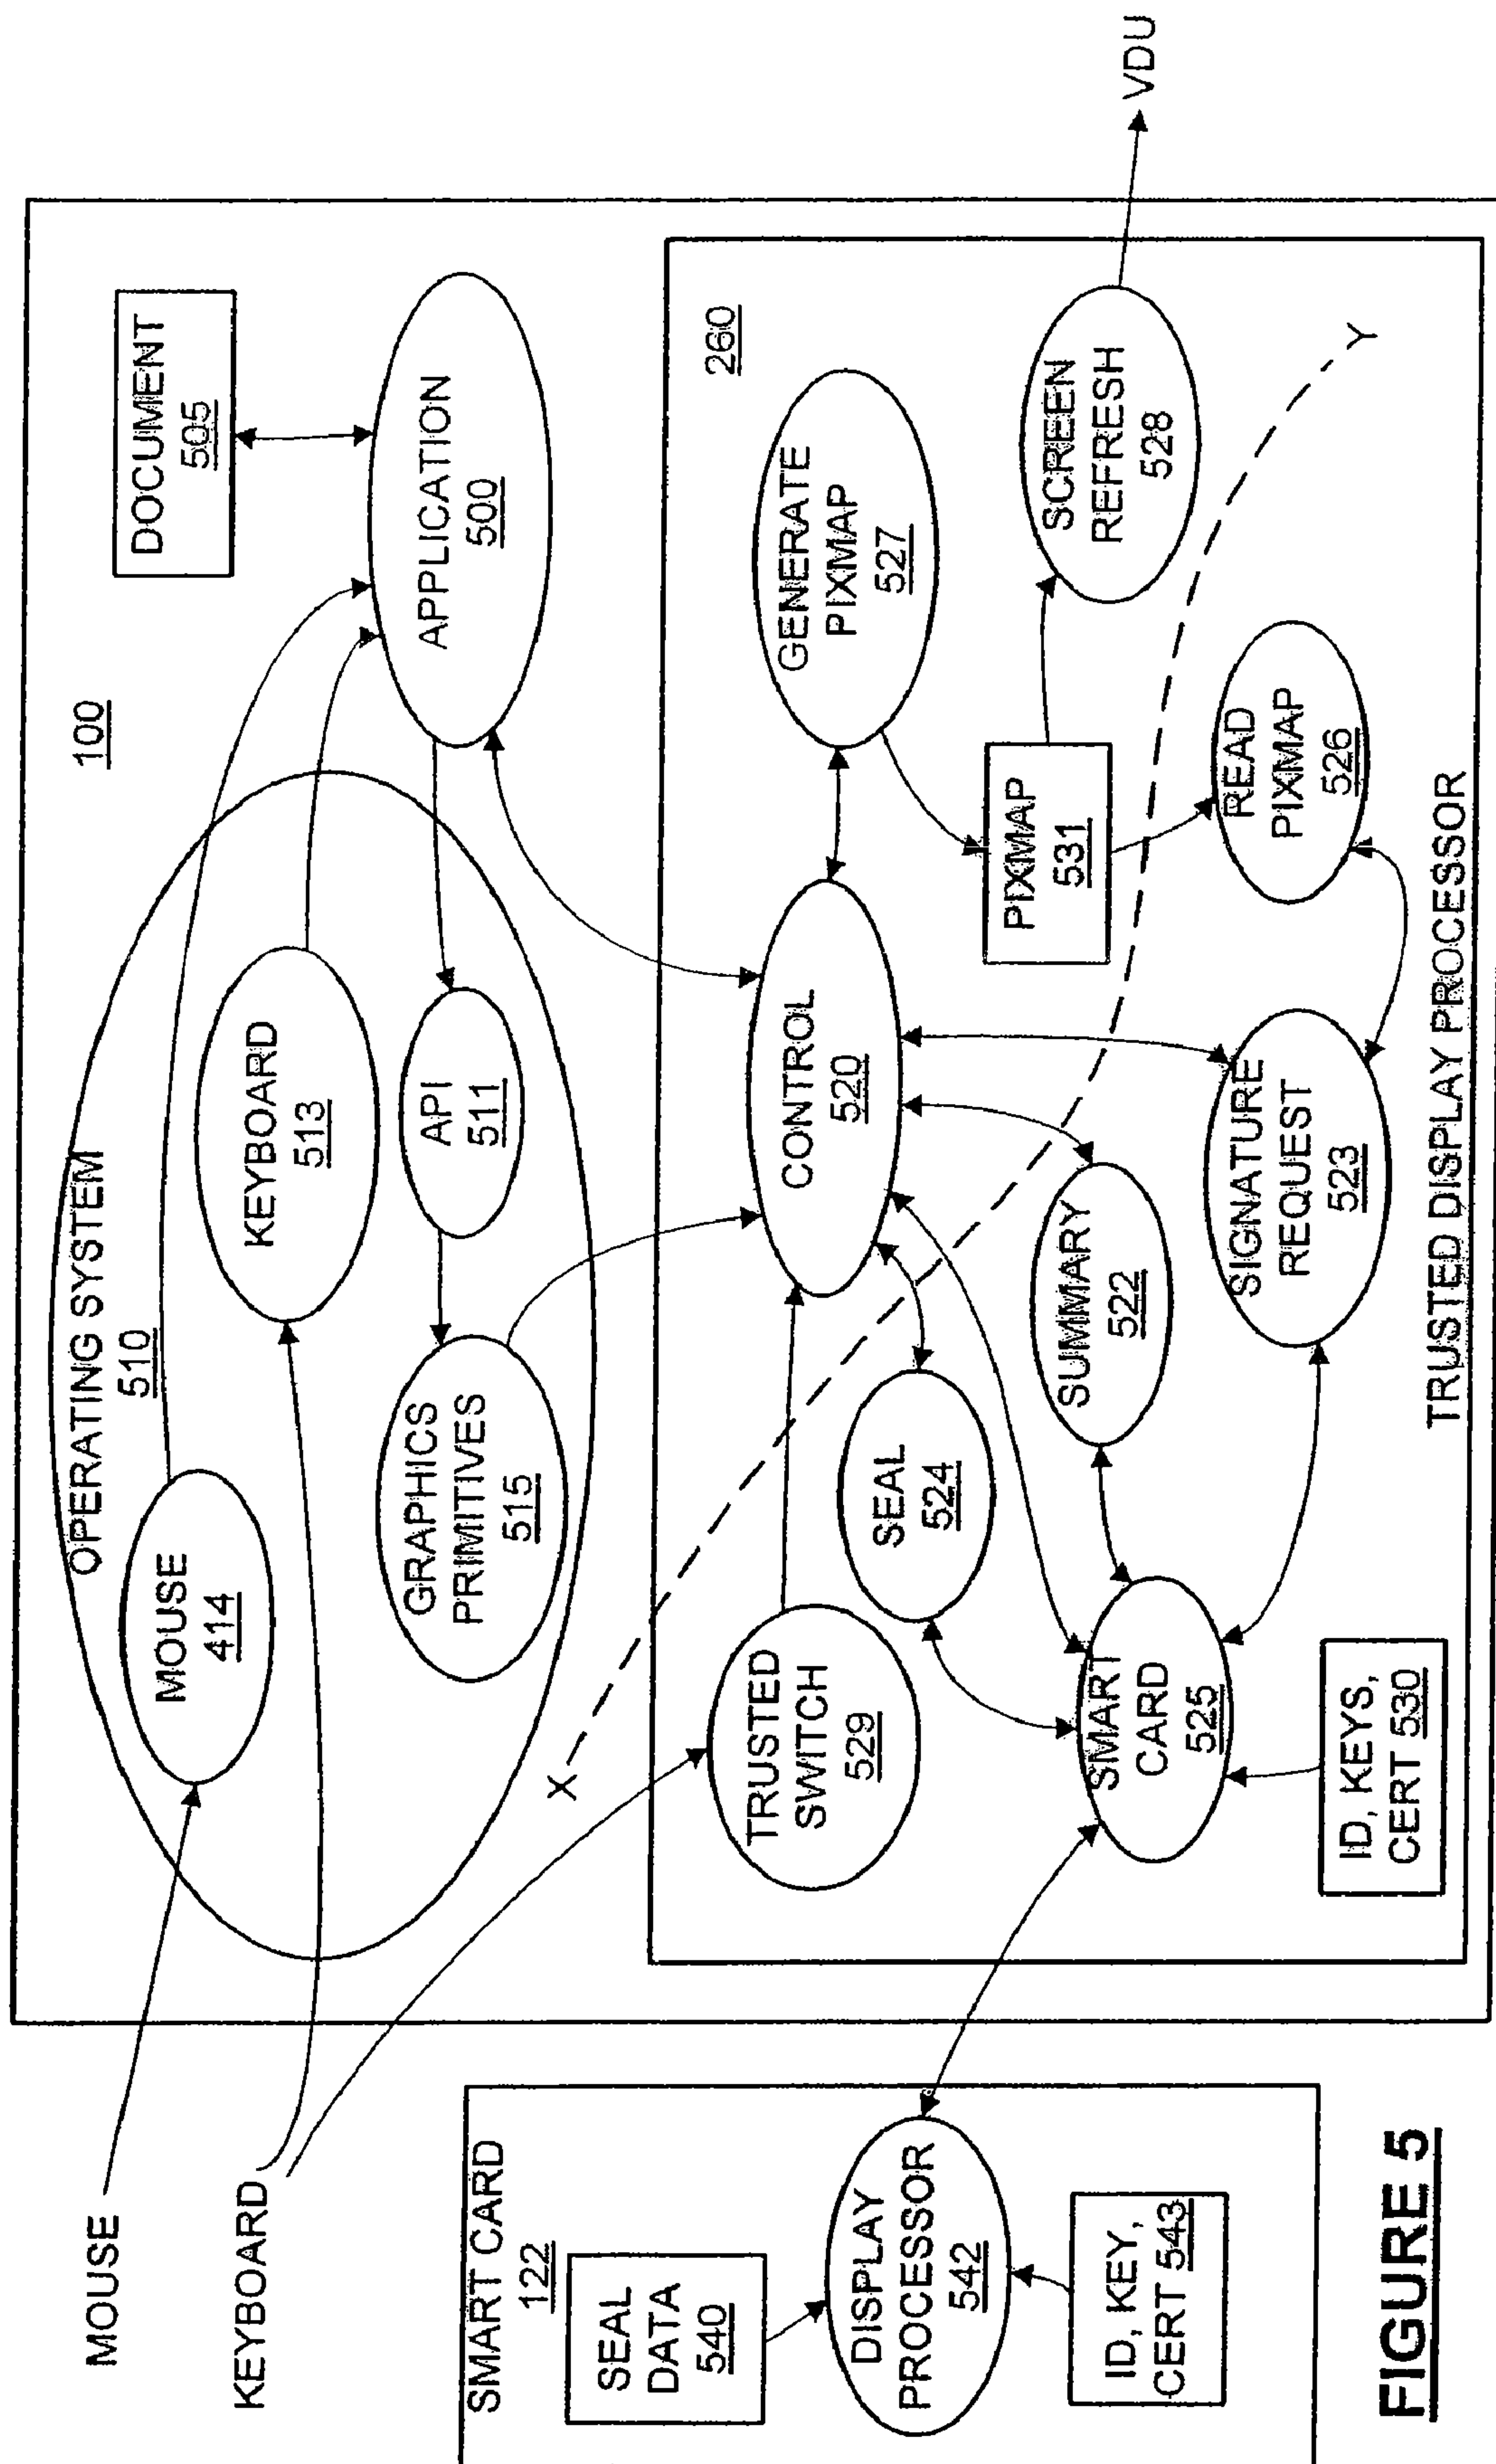 MOUSE
KEYBOARD
100
OPERATING SYSTEM
510
MOUSE
414
KEYBOARD
513
API
511
GRAPHICS
PRIMITIVES
515
DOCUMENT
505
APPLICATION
500
X
Y
260
TRUSTED
SWITCH
529
CONTROL
520
GENERATE
PIXMAP
527
SEAL
524
PIXMAP
531
SCREEN
REFRESH
528
VDU
SMART
CARD
525
SUMMARY
522
SIGNATURE
REQUEST
523
READ
PIXMAP
526
ID, KEYS,
CERT 530
TRUSTED DISPLAY PROCESSOR
SMART CARD
122
SEAL
DATA
540
DISPLAY
PROCESSOR
542
ID, KEY,
CERT 543
FIGURE 5